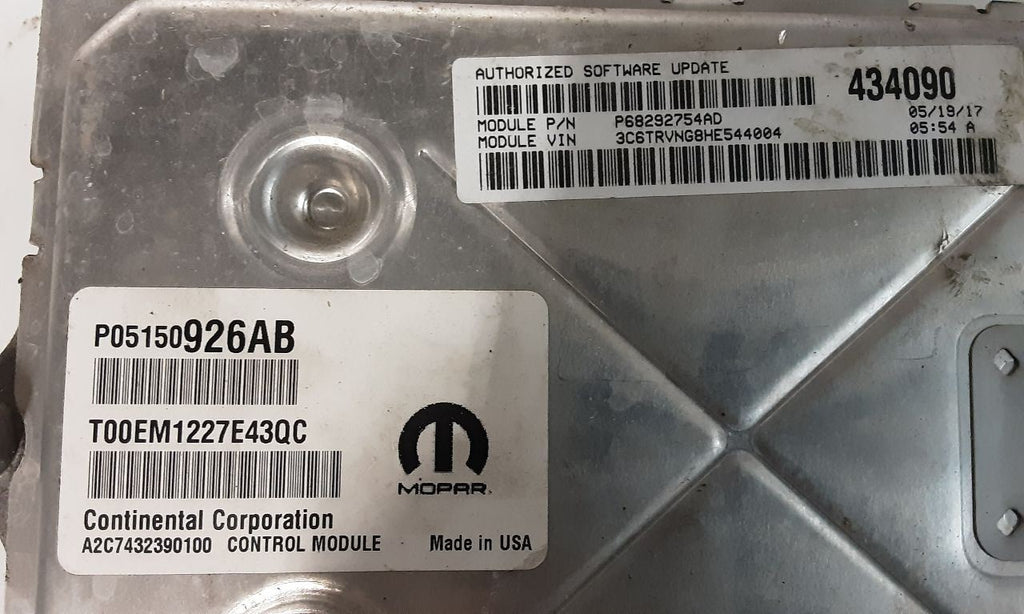 AUTHORIZED SOFTWARE UPDATE
434090
MODULE P/N P68292754AD
05/19/17
MODULE VIN 3C6TRVNG8HE544004
05:54 A
P05150926AB
T00EM1227E43QC
MOPAR
Continental Corporation
A2C7432390100 CONTROL MODULE Made in USA